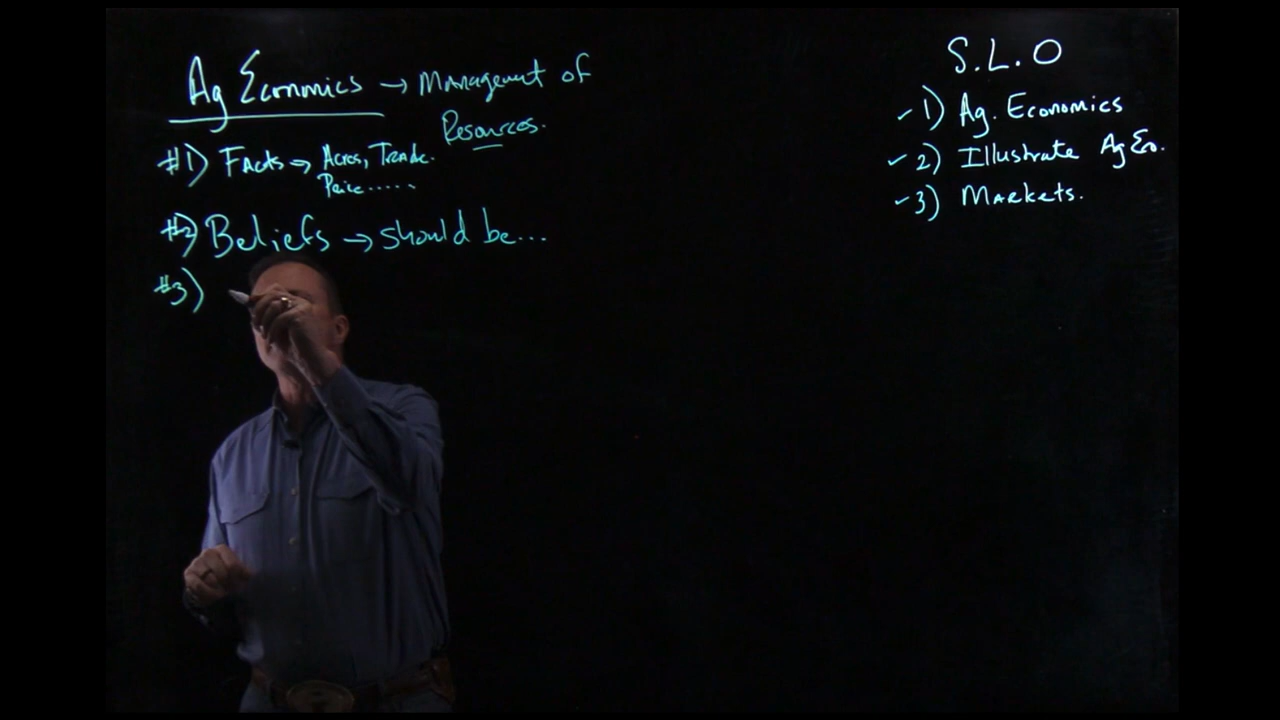 Ag Economics → Management of
Resources.
#1) Facts → Acres, Trade.
Price.....
#2) Beliefs → should be...
#3)
S.L.O
✓1) Ag. Economics
✓2) Illustrate Ag Ec.
✓3) Markets.